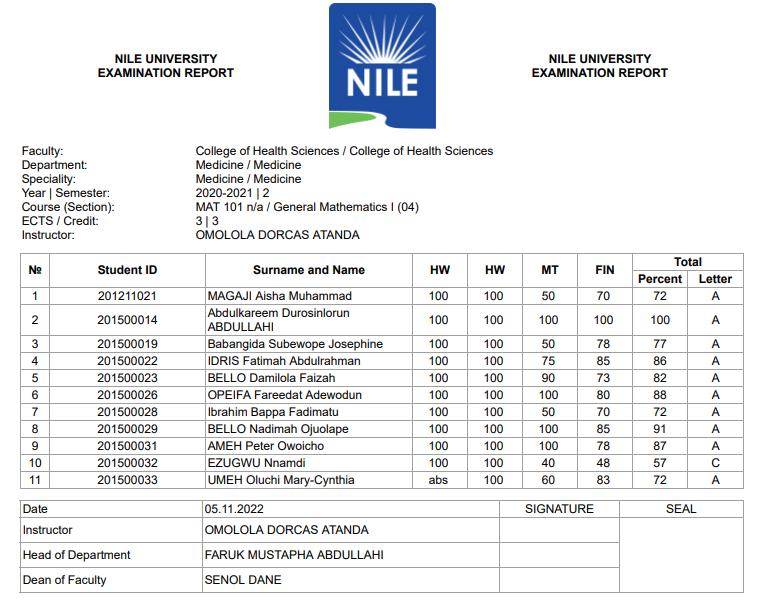 NILE UNIVERSITY
EXAMINATION REPORT
NILE
NILE UNIVERSITY
EXAMINATION REPORT
Faculty: College of Health Sciences / College of Health Sciences
Department: Medicine / Medicine
Speciality: Medicine / Medicine
Year | Semester: 2020-2021 | 2
Course (Section): MAT 101 n/a / General Mathematics I (04)
ECTS / Credit: 3 | 3
Instructor: OMOLOLA DORCAS ATANDA
№ Student ID Surname and Name HW HW MT FIN Total
Percent Letter
1 201211021 MAGAJI Aisha Muhammad 100 100 50 70 72 A
2 201500014 Abdulkareem Durosinlorun ABDULLAHI 100 100 100 100 100 A
3 201500019 Babangida Subewope Josephine 100 100 50 78 77 A
4 201500022 IDRIS Fatimah Abdulrahman 100 100 75 85 86 A
5 201500023 BELLO Damilola Faizah 100 100 90 73 82 A
6 201500026 OPEIFA Fareedat Adewodun 100 100 100 80 88 A
7 201500028 Ibrahim Bappa Fadimatu 100 100 50 70 72 A
8 201500029 BELLO Nadimah Ojuolape 100 100 100 85 91 A
9 201500031 AMEH Peter Owoicho 100 100 100 78 87 A
10 201500032 EZUGWU Nnamdi 100 100 40 48 57 C
11 201500033 UMEH Oluchi Mary-Cynthia abs 100 60 83 72 A
Date 05.11.2022 SIGNATURE SEAL
Instructor OMOLOLA DORCAS ATANDA
Head of Department FARUK MUSTAPHA ABDULLAHI
Dean of Faculty SENOL DANE